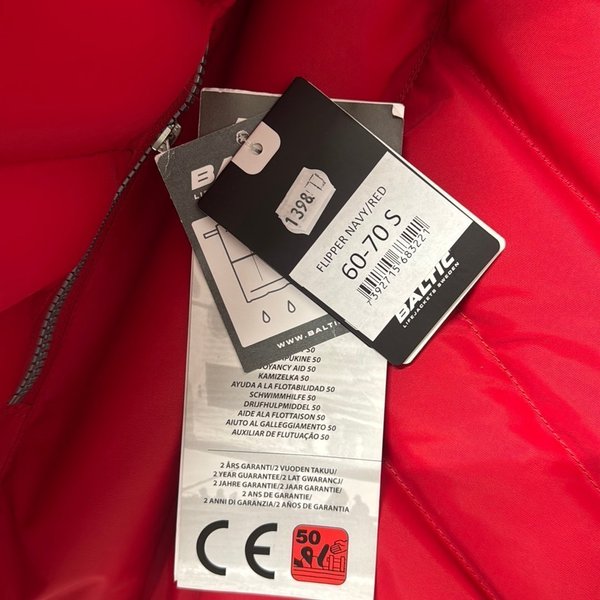 BALTIC
1398
FLIPPER NAVY/RED
60-70 S
7392715683221
BALTIC
LIFEJACKETS SWEDEN
WWW.BALTIC
50
BUOYANCY AID 50
KAMIZELKA 50
AYUDA A LA FLOTABILIDAD 50
SCHWIMMHILFE 50
DRIJFHULPMIDDEL 50
AIDE ALA FLOTTAISON 50
AIUTO AL GALLEGGIAMENTO 50
AUXILIAR DE FLUTUAÇÃO 50
2 ÅRS GARANTI/2 VUODEN TAKUU/
2 YEAR GUARANTEE/2 LAT GWARANCJ/
2 JAHRE GARANTIE/2 JAAR GARANTIE/
2 ANS DE GARANTIE/
2 ANNI DI GARANZIA/2 AÑOS DE GARANTIA
CE
50